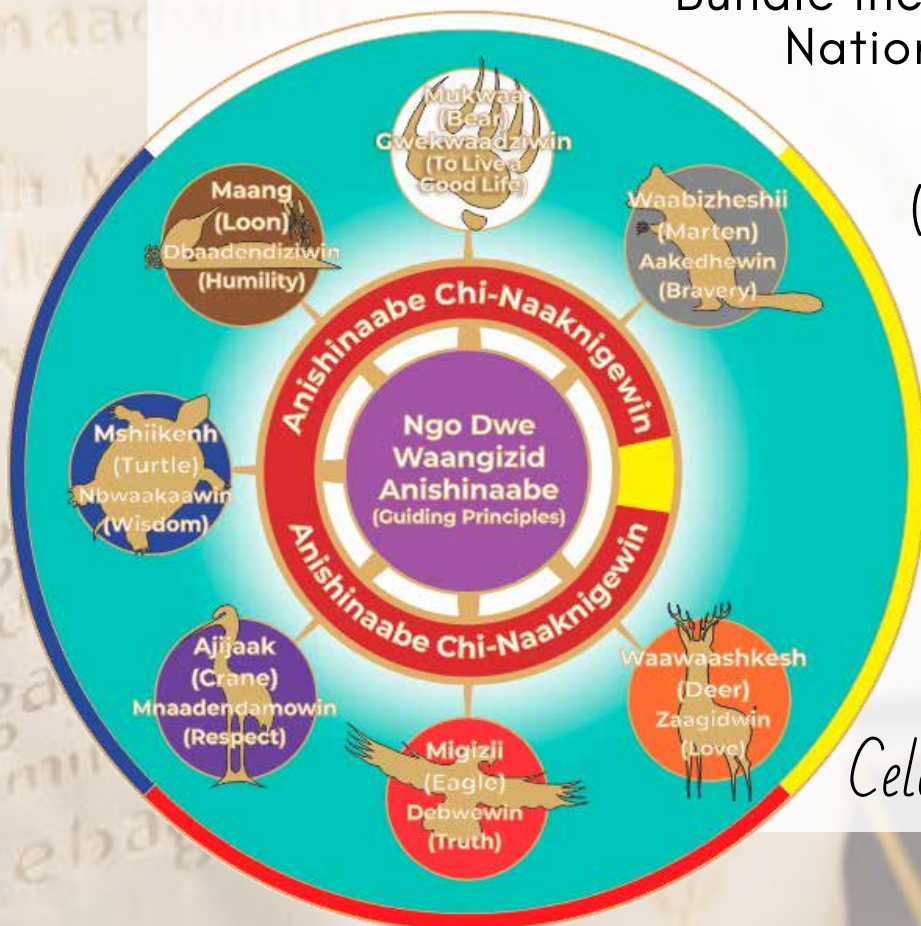 Bundle
Nation
Mukwaa
(Bear)
Gwekwaadziwin
(To Live a
Good Life)
Maang
(Loon)
Dbaadendiziwin
(Humility)
Waabizheshii
(Marten)
Aakedhewin
(Bravery)
Anishinaabe Chi-Naaknigewin
Mshiikenh
(Turtle)
Nbwaakaawin
(Wisdom)
Ngo Dwe
Waangizid
Anishinaabe
(Guiding Principles)
Anishinaabe Chi-Naaknigewin
Ajijaak
(Crane)
Mnaadendamowin
(Respect)
Waawaashkesh
(Deer)
Zaagidwin
(Love)
Migizii
(Eagle)
Debwewin
(Truth)